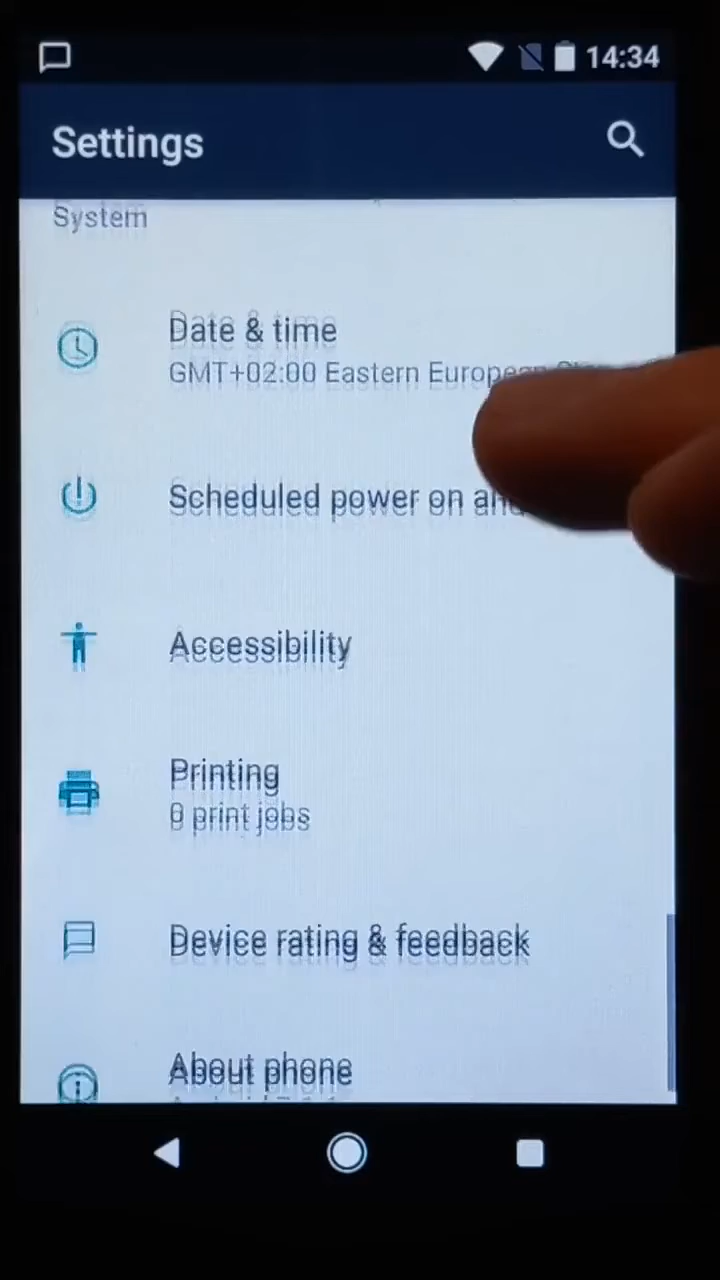 14:34
Settings
System
Date & time
GMT+02:00 Eastern European
Scheduled power on and
Accessibility
Printing
0 print jobs
Device rating & feedback
About phone